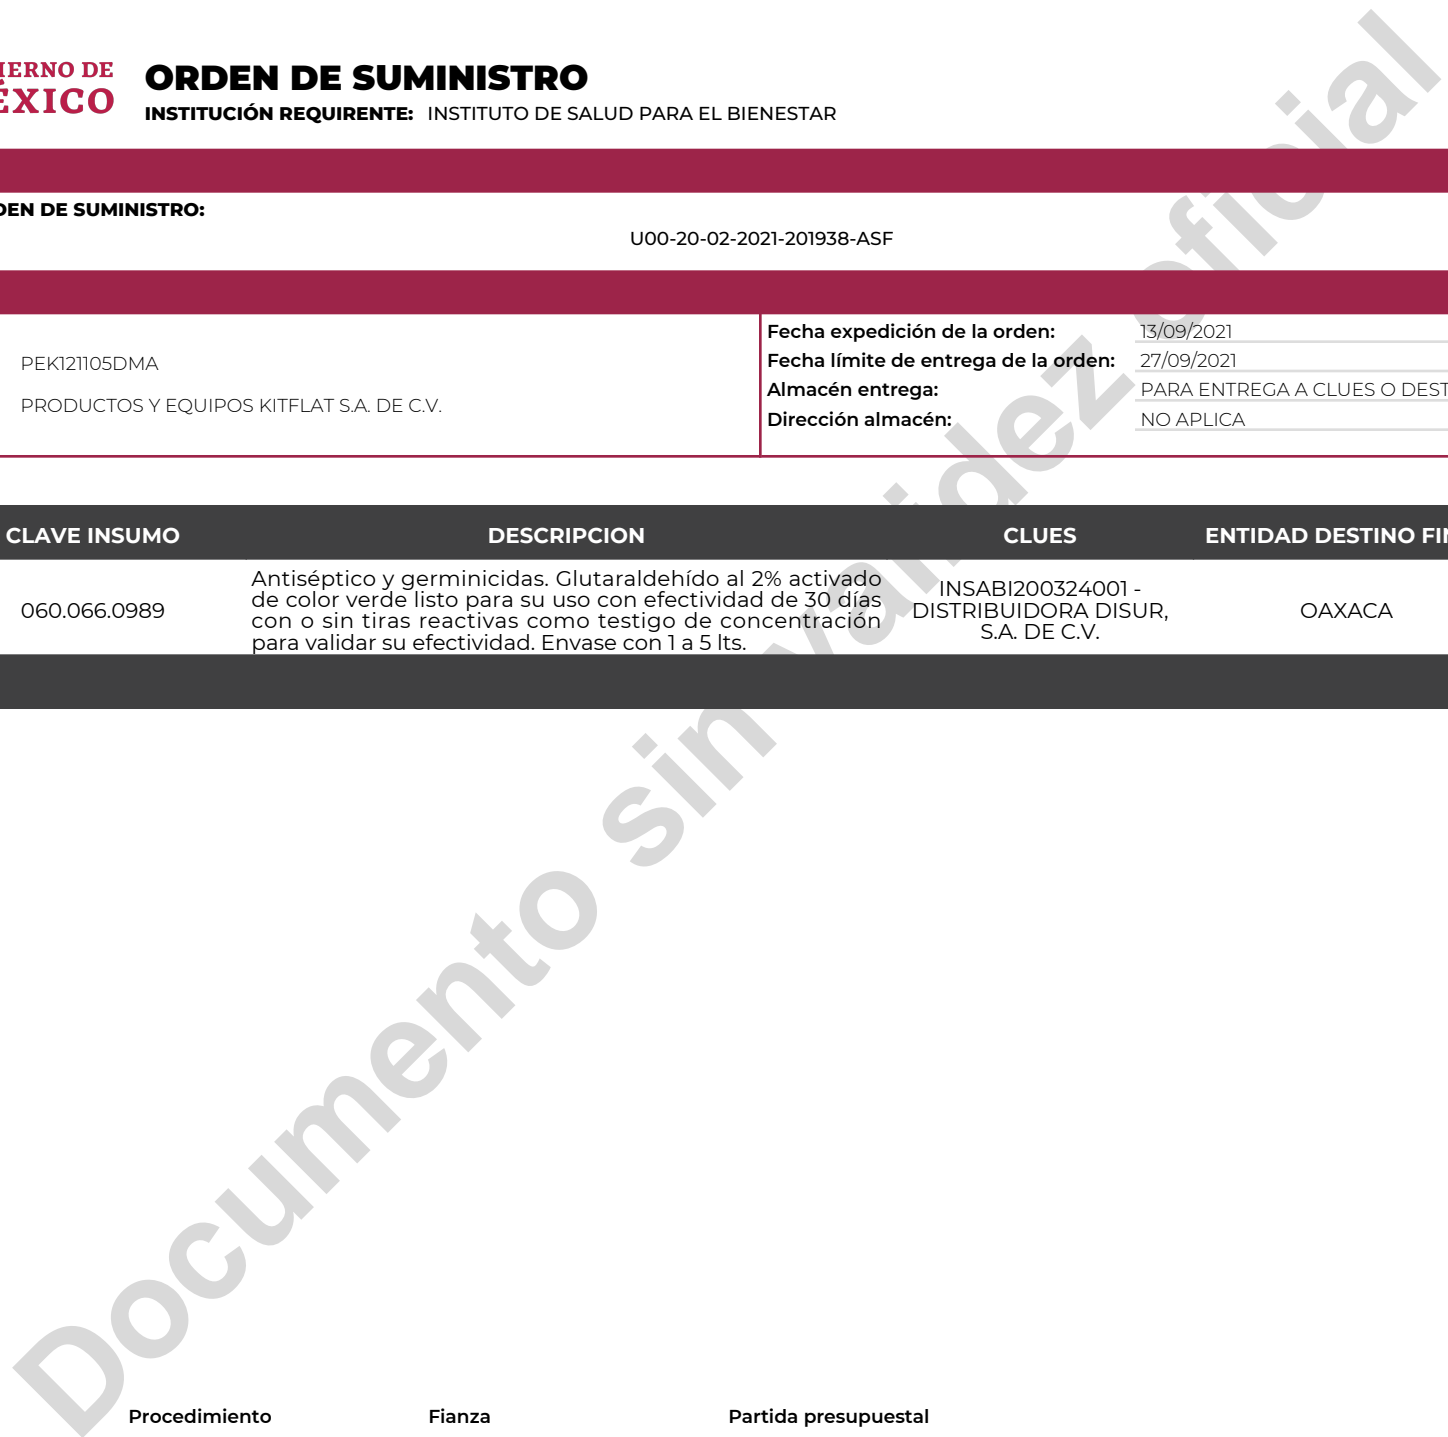 IERNO DE
ÉXICO
ORDEN DE SUMINISTRO
INSTITUCIÓN REQUIRENTE: INSTITUTO DE SALUD PARA EL BIENESTAR
DEN DE SUMINISTRO:
U00-20-02-2021-201938-ASF
PEK121105DMA
PRODUCTOS Y EQUIPOS KITFLAT S.A. DE C.V.
Fecha expedición de la orden: 13/09/2021
Fecha límite de entrega de la orden: 27/09/2021
Almacén entrega: PARA ENTREGA A CLUES O DEST
Dirección almacén: NO APLICA
CLAVE INSUMO DESCRIPCION CLUES ENTIDAD DESTINO FIN
060.066.0989
Antiséptico y germinicidas. Glutaraldehído al 2% activado
de color verde listo para su uso con efectividad de 30 días
con o sin tiras reactivas como testigo de concentración
para validar su efectividad. Envase con 1 a 5 lts.
INSABI200324001 -
DISTRIBUIDORA DISUR,
S.A. DE C.V.
OAXACA
Documento sin validez oficial
Procedimiento Fianza Partida presupuestal